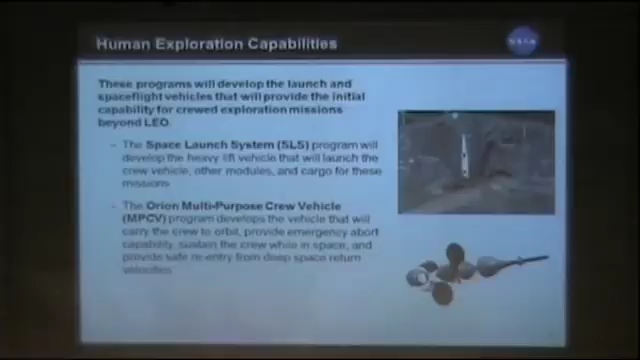 Human Exploration Capabilities
NASA
These programs will develop the launch and
spaceflight vehicles that will provide the initial
capability for crewed exploration missions
beyond LEO.
– The Space Launch System (SLS) program will
develop the heavy lift vehicle that will launch the
crew vehicle, other modules, and cargo for these
missions
– The Orion Multi-Purpose Crew Vehicle
(MPCV) program develops the vehicle that will
carry the crew to orbit, provide emergency abort
capability, sustain the crew while in space, and
provide safe re-entry from deep space return
velocities